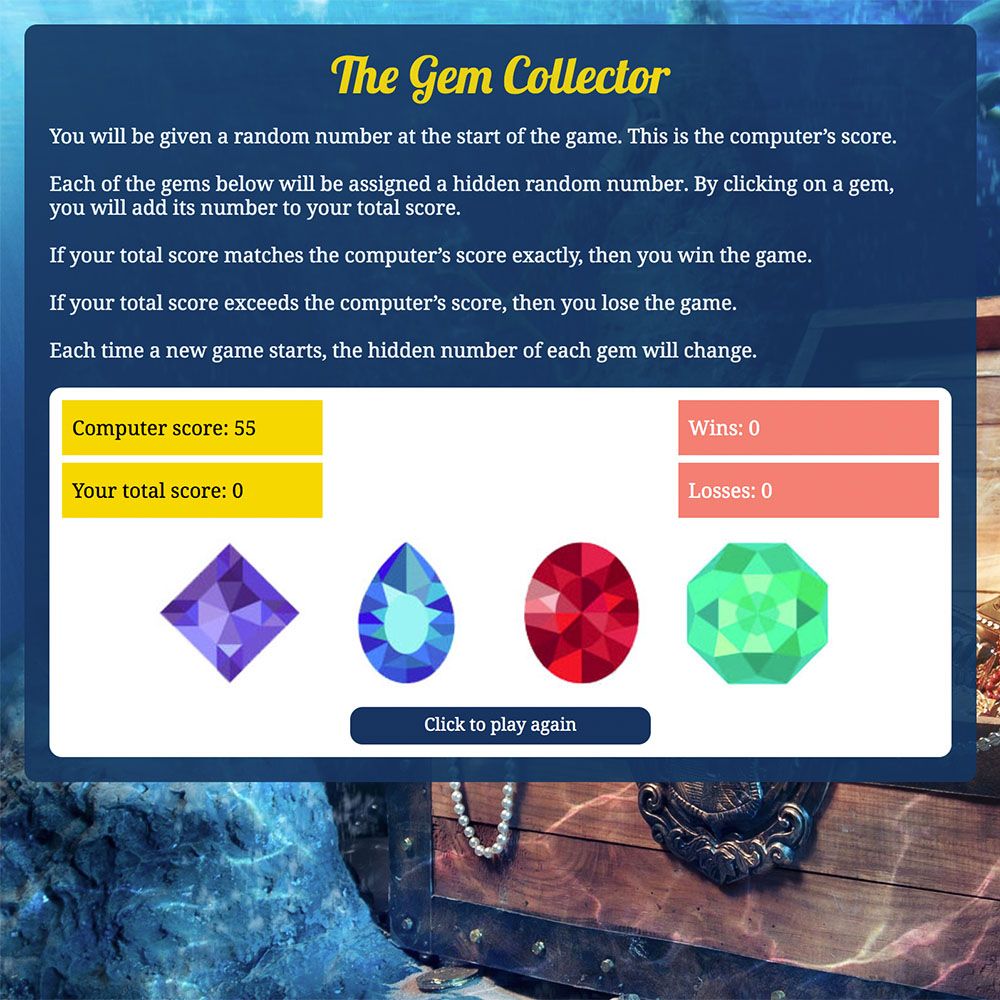 The Gem Collector
You will be given a random number at the start of the game. This is the computer’s score.
Each of the gems below will be assigned a hidden random number. By clicking on a gem,
you will add its number to your total score.
If your total score matches the computer’s score exactly, then you win the game.
If your total score exceeds the computer’s score, then you lose the game.
Each time a new game starts, the hidden number of each gem will change.
Computer score: 55
Wins: 0
Your total score: 0
Losses: 0
Click to play again